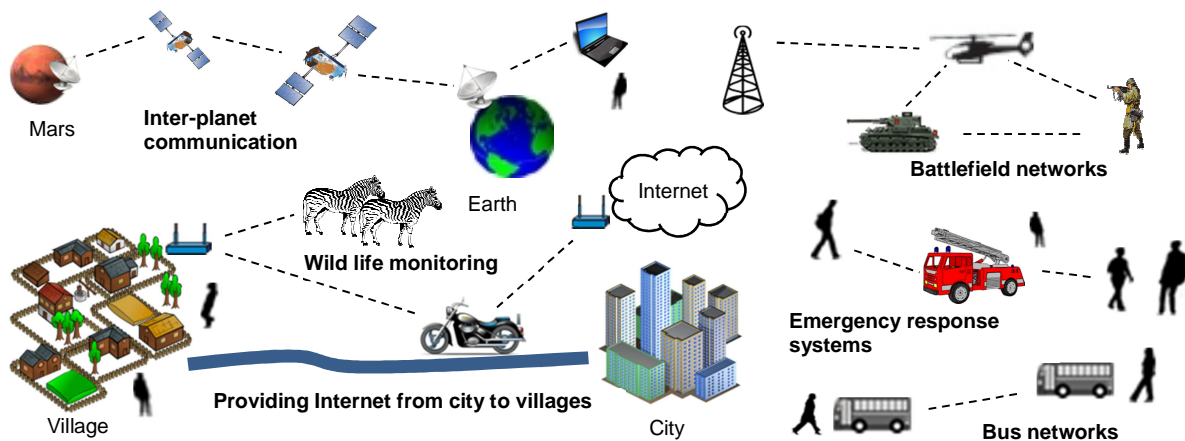 Mars
Inter-planet
communication
Earth
Battlefield networks
Internet
Wild life monitoring
Emergency response
systems
Providing Internet from city to villages
Village
City
Bus networks